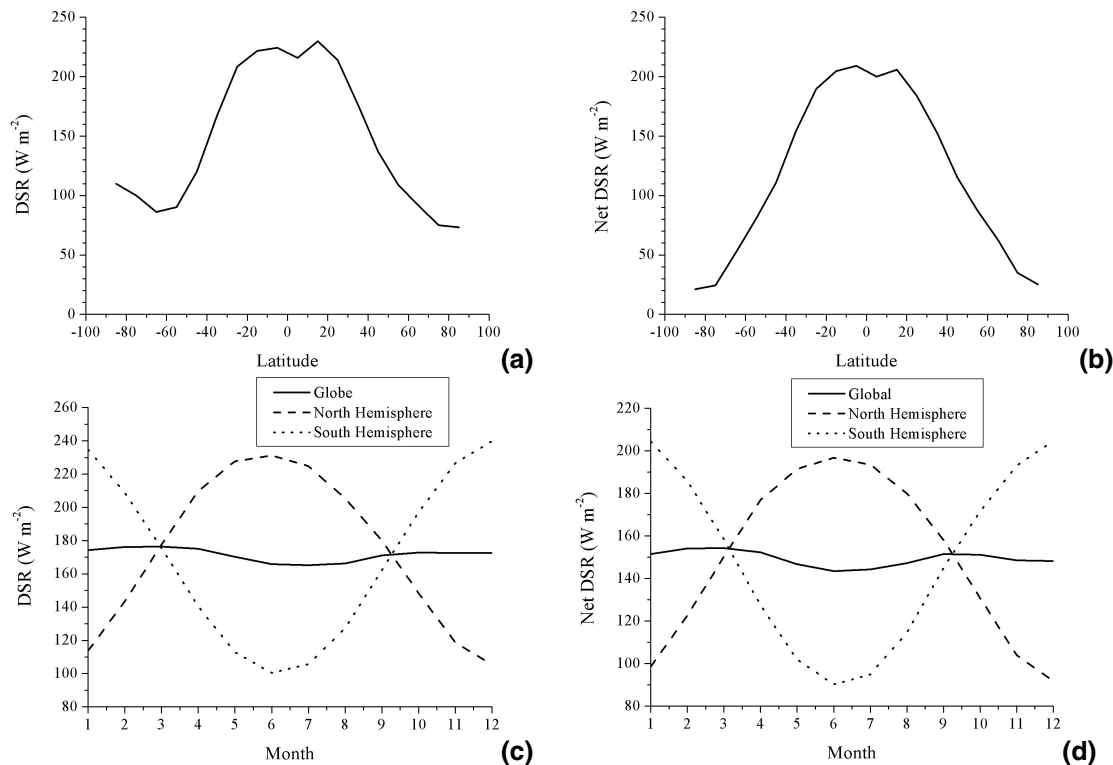 250
200
150
100
50
0
DSR (W m-2)
-100 -80 -60 -40 -20 0 20 40 60 80 100
Latitude
(a)
250
200
150
100
50
0
Net DSR (W m-2)
-100 -80 -60 -40 -20 0 20 40 60 80 100
Latitude
(b)
Globe
North Hemisphere
South Hemisphere
260
240
220
200
180
160
140
120
100
80
DSR (W m-2)
1 2 3 4 5 6 7 8 9 10 11 12
Month
(c)
Global
North Hemisphere
South Hemisphere
220
200
180
160
140
120
100
80
Net DSR (W m-2)
1 2 3 4 5 6 7 8 9 10 11 12
Month
(d)